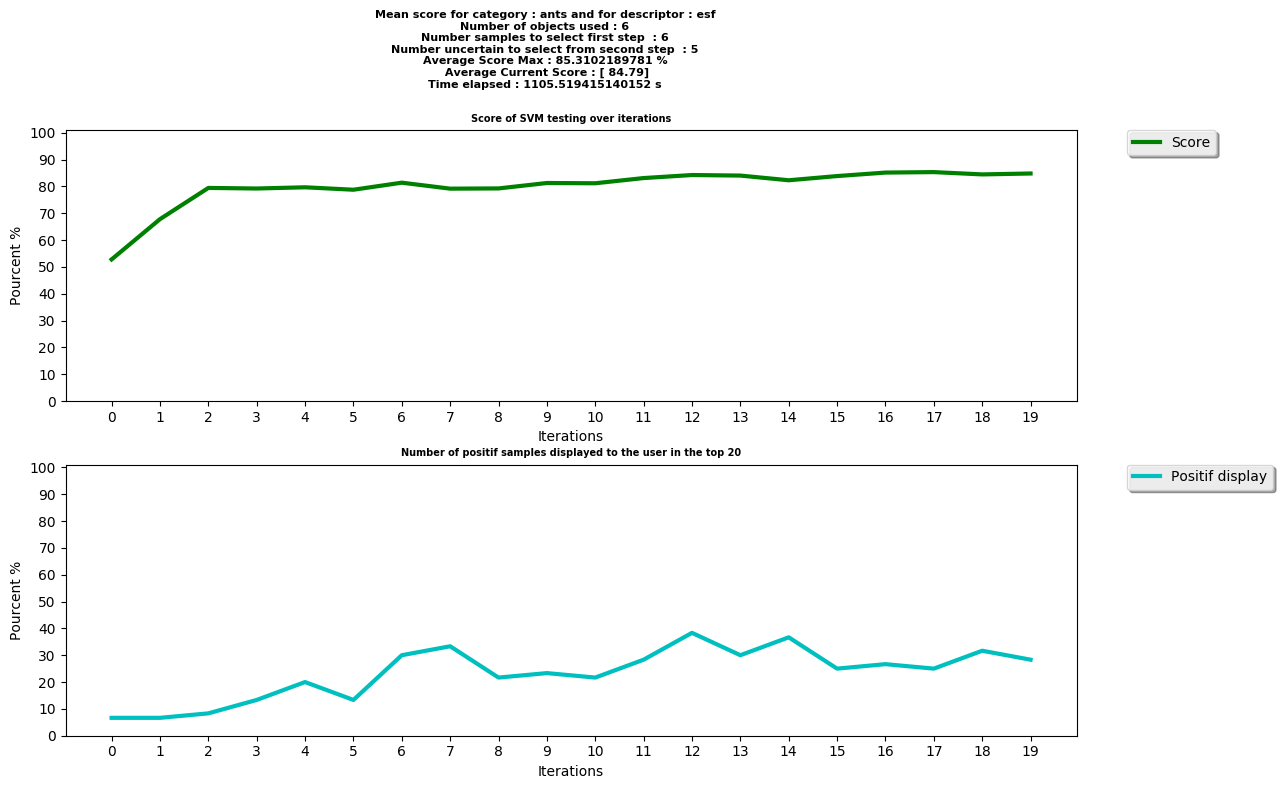 Mean score for category : ants and for descriptor : esf
Number of objects used : 6
Number samples to select first step  : 6
Number uncertain to select from second step  : 5
Average Score Max : 85.3102189781 %
Average Current Score : [ 84.79]
Time elapsed : 1105.519415140152 s
Score of SVM testing over iterations
Score
100
90
80
70
60
50
40
30
20
10
0
Pourcent %
0 1 2 3 4 5 6 7 8 9 10 11 12 13 14 15 16 17 18 19
Iterations
Number of positif samples displayed to the user in the top 20
Positif display
100
90
80
70
60
50
40
30
20
10
0
Pourcent %
0 1 2 3 4 5 6 7 8 9 10 11 12 13 14 15 16 17 18 19
Iterations